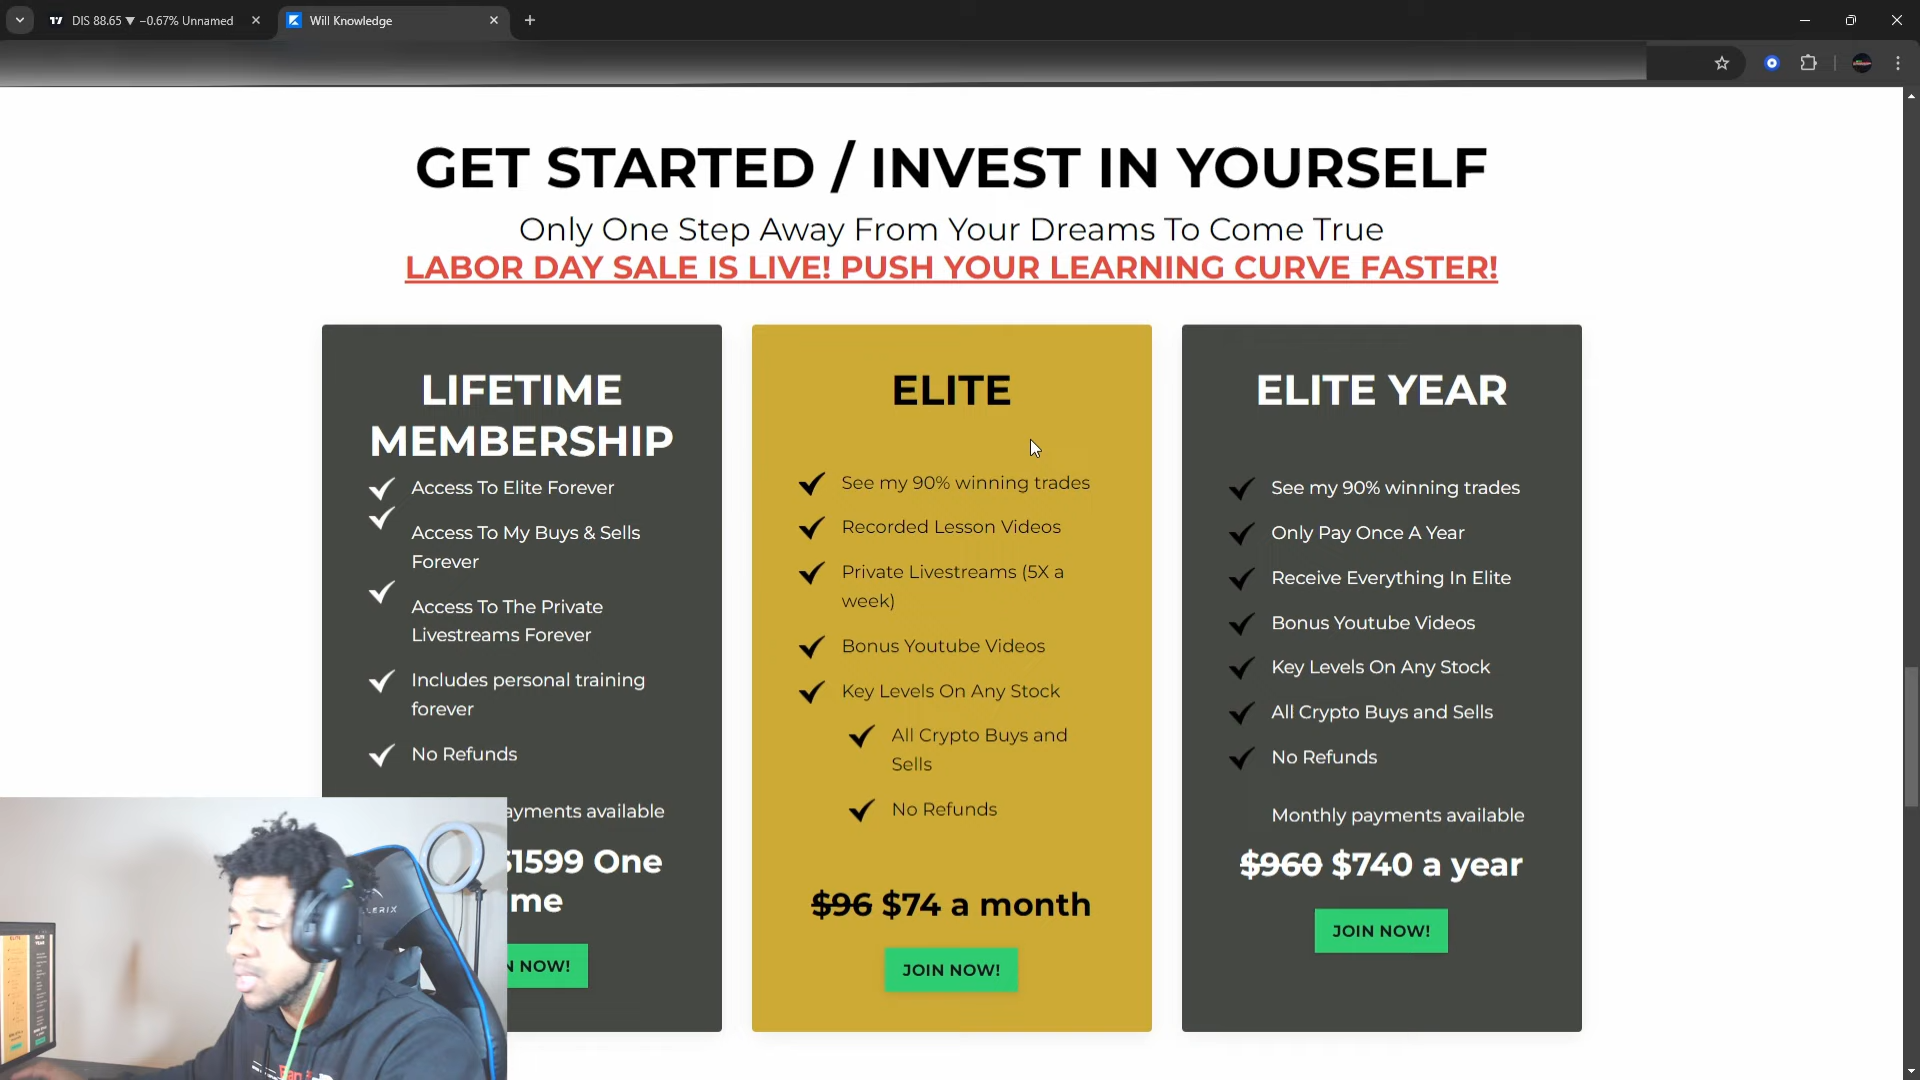 DIS 88.65 ▼ −0.67% Unnamed
Will Knowledge
GET STARTED / INVEST IN YOURSELF
Only One Step Away From Your Dreams To Come True
LABOR DAY SALE IS LIVE! PUSH YOUR LEARNING CURVE FASTER!
LIFETIME
MEMBERSHIP
Access To Elite Forever
Access To My Buys & Sells
Forever
Access To The Private
Livestreams Forever
Includes personal training
forever
No Refunds
ayments available
$1599 One
me
N NOW!
ELITE
See my 90% winning trades
Recorded Lesson Videos
Private Livestreams (5X a
week)
Bonus Youtube Videos
Key Levels On Any Stock
All Crypto Buys and
Sells
No Refunds
$96 $74 a month
JOIN NOW!
ELITE YEAR
See my 90% winning trades
Only Pay Once A Year
Receive Everything In Elite
Bonus Youtube Videos
Key Levels On Any Stock
All Crypto Buys and Sells
No Refunds
Monthly payments available
$960 $740 a year
JOIN NOW!